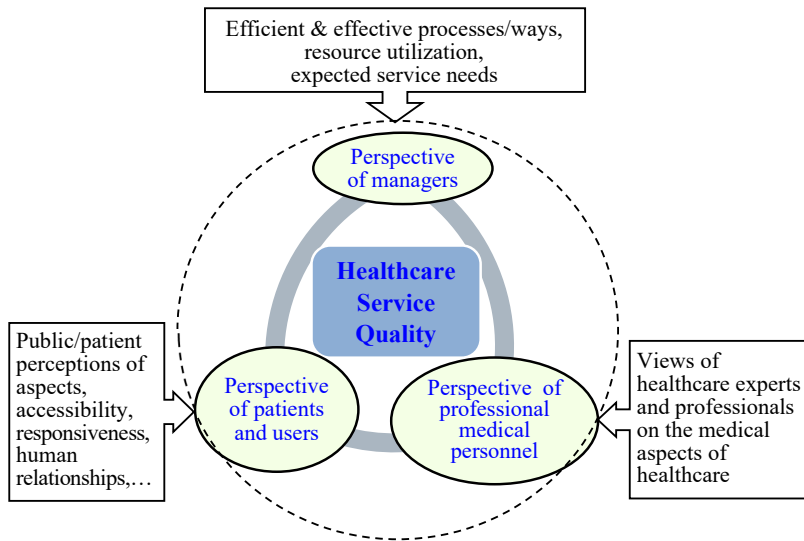 Efficient & effective processes/ways,
resource utilization,
expected service needs
Perspective
of managers
Healthcare
Service
Quality
Public/patient
perceptions of
aspects,
accessibility,
responsiveness,
human
relationships,…
Perspective
of patients
and users
Perspective of
professional
medical
personnel
Views of
healthcare experts
and professionals
on the medical
aspects of
healthcare